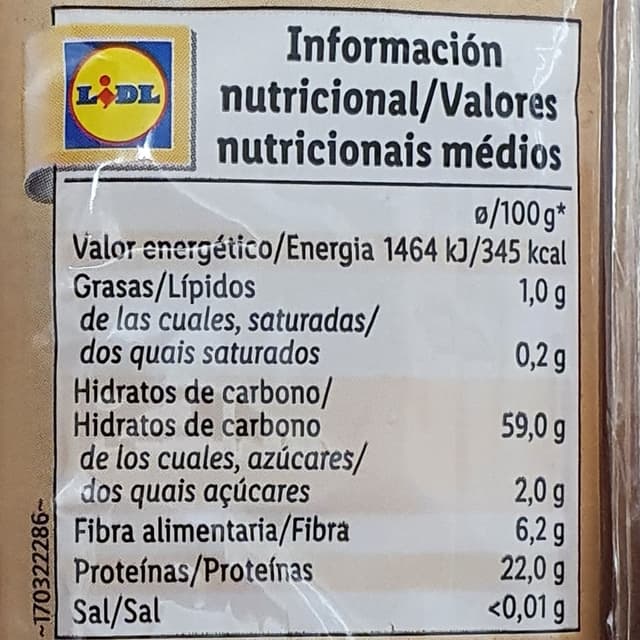 LIDL
Información
nutricional/Valores
nutricionais médios
ø/100g*
Valor energético/Energia 1464 kJ/345 kcal
Grasas/Lípidos 1,0 g
de las cuales, saturadas/
dos quais saturados 0,2 g
Hidratos de carbono/
Hidratos de carbono 59,0 g
de los cuales, azúcares/
dos quais açúcares 2,0 g
Fibra alimentaria/Fibra 6,2 g
Proteínas/Proteínas 22,0 g
Sal/Sal <0,01 g
~170322286~